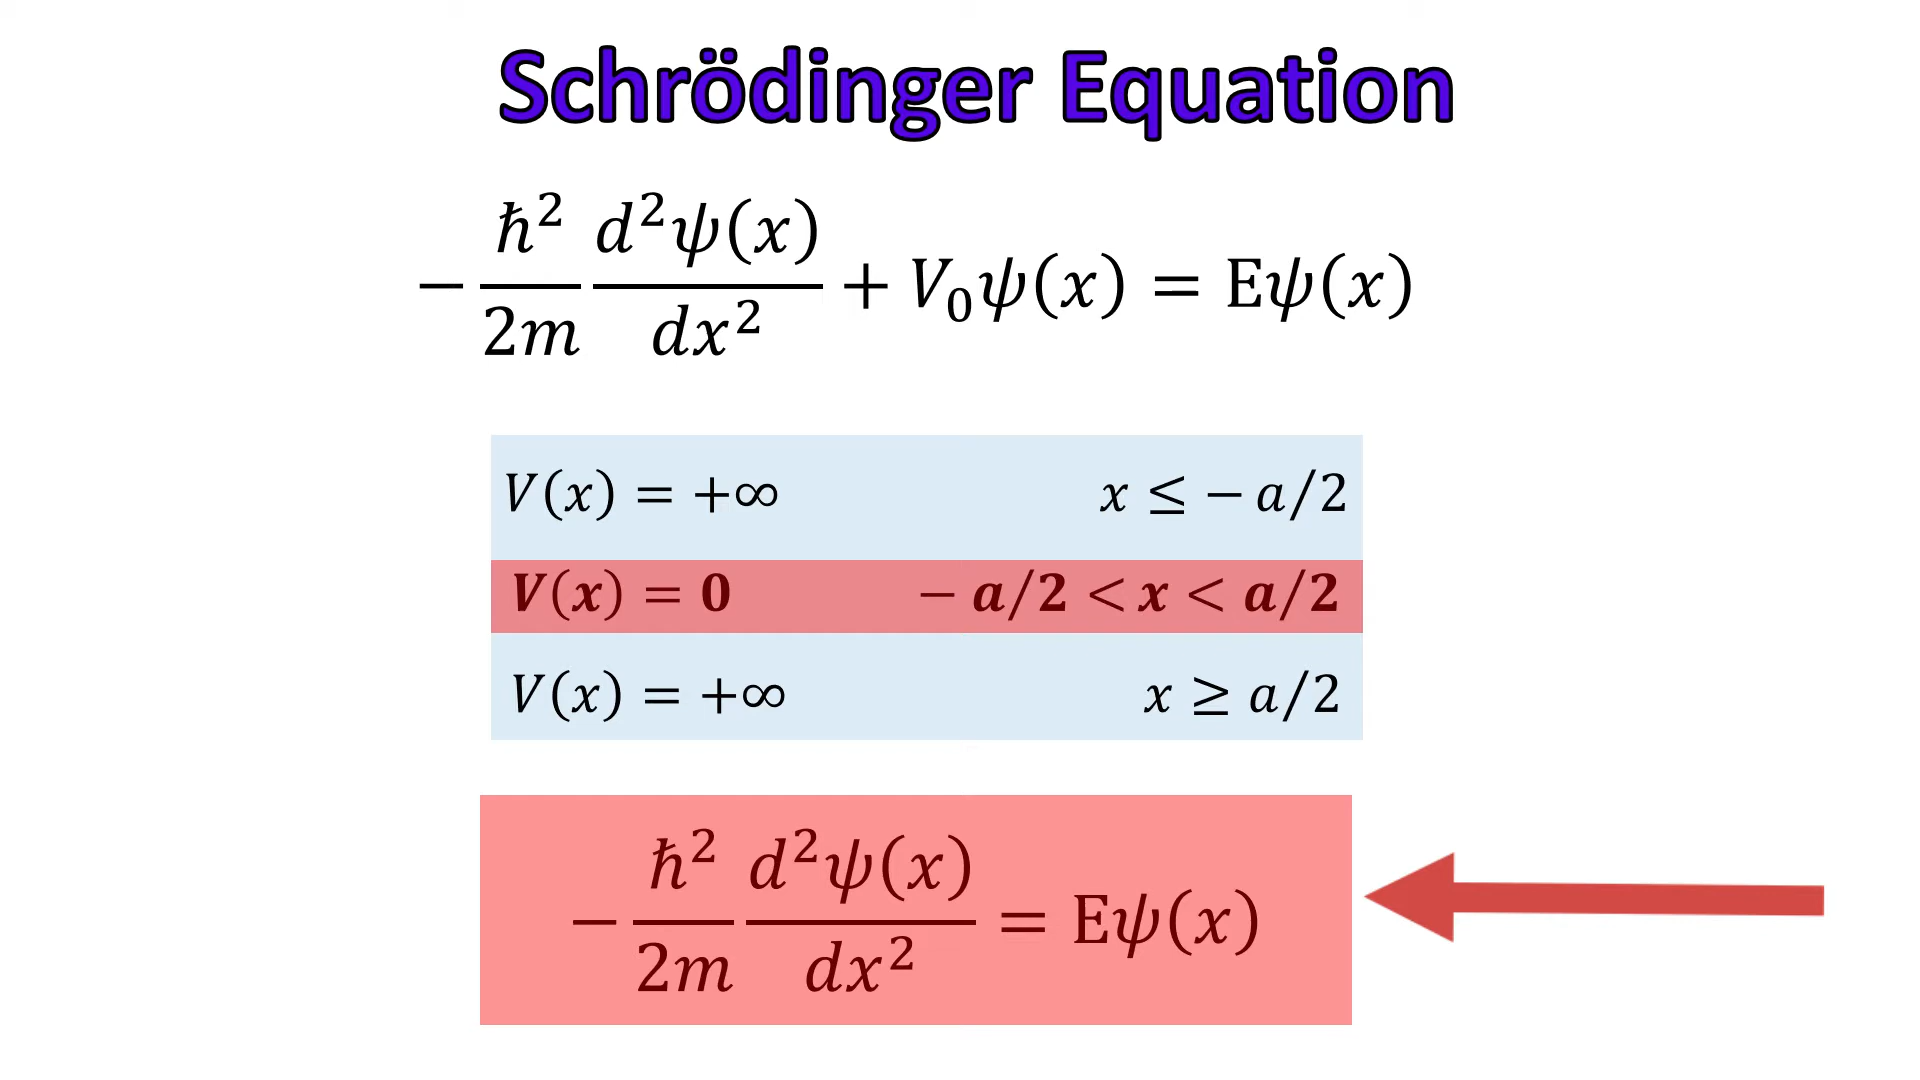 Schrödinger Equation
−ħ²/2m d²ψ(x)/dx² + V₀ψ(x) = Eψ(x)
V(x) = +∞ x ≤ − a/2
V(x) = 0 − a/2 < x < a/2
V(x) = +∞ x ≥ a/2
−ħ²/2m d²ψ(x)/dx² = Eψ(x)